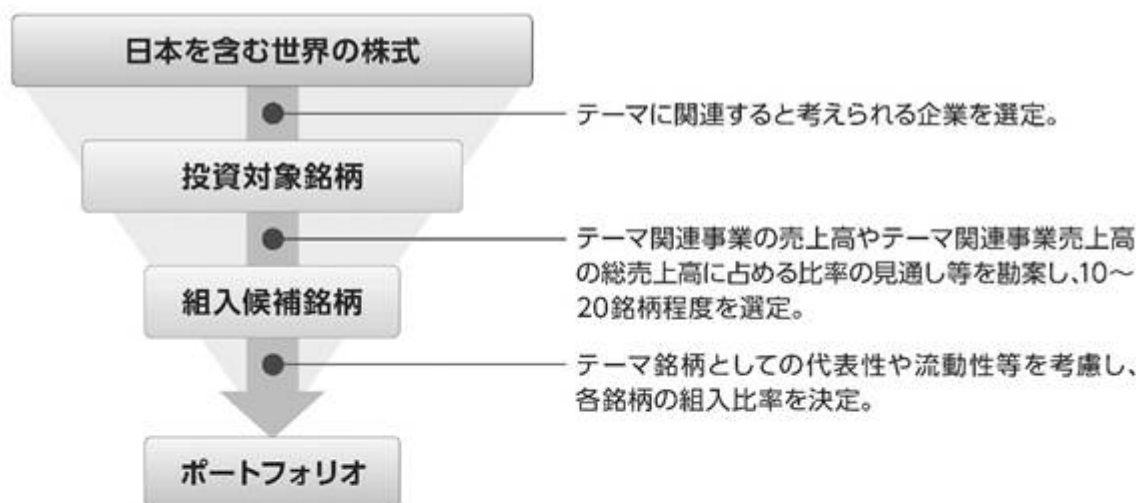 日本を含む世界の株式
テーマに関連すると考えられる企業を選定。
投資対象銘柄
テーマ関連事業の売上高やテーマ関連事業売上高
の総売上高に占める比率の見通し等を勘案し、10～
20銘柄程度を選定。
組入候補銘柄
テーマ銘柄としての代表性や流動性等を考慮し、
各銘柄の組入比率を決定。
ポートフォリオ